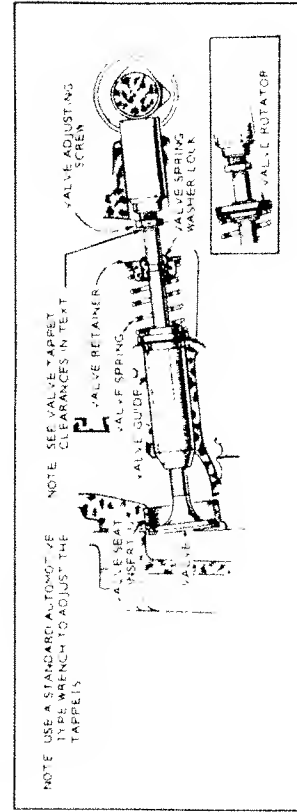 NOTE USE A STANDARD AUTOMOTIVE
TYPE WRENCH TO ADJUST THE
TAPPETS
NOTE SEE VALVE TAPPET
CLEARANCES IN TEXT
VALVE ADJUSTING
SCREW
VALVE RETAINER
VALVE SPRING
VALVE GUIDE
VALVE SEAT
INSERT
VALVE
VALVE SPRING
WASHER LOCK
VALVE ROTATOR